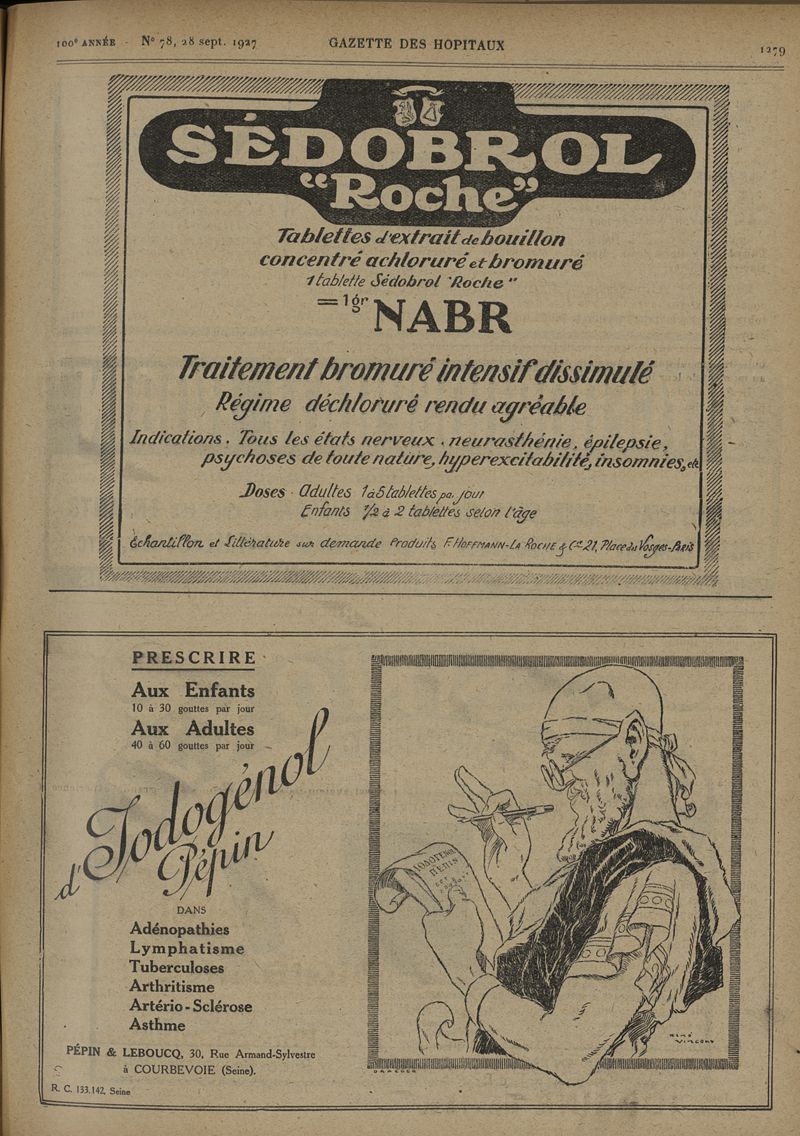 100e ANNÉE - No 78, 28 sept. 1927 GAZETTE DES HOPITAUX 1279
SÉDOBROL
"Roche"
Tablettes d'extrait de bouillon
concentré achloruré et bromuré
1 tablette Sédobrol "Roche"
= 1gr NABR
Traitement bromuré intensif dissimulé
Régime déchloruré rendu agréable
Indications. Tous les états nerveux. neurasthénie, épilepsie,
psychoses de toute nature, hyperexcitabilité, insomnies, etc
Doses. Adultes 1 à 5 tablettes pa. jour
Enfants 1/2 à 2 tablettes selon l'âge
Échantillon et Littérature sur demande Produits F. HOFFMANN-LA ROCHE & Cie 21, Place des Vosges-Paris
PRESCRIRE
Aux Enfants
10 à 30 gouttes par jour
Aux Adultes
40 à 60 gouttes par jour
d'Iodogénol
Pépin
DANS
Adénopathies
Lymphatisme
Tuberculoses
Arthritisme
Artério-Sclérose
Asthme
PÉPIN & LEBOUCQ, 30, Rue Armand-Sylvestre
à COURBEVOIE (Seine).
R. C. 133.142, Seine
RENÉ
VINCENT
DRAEGER